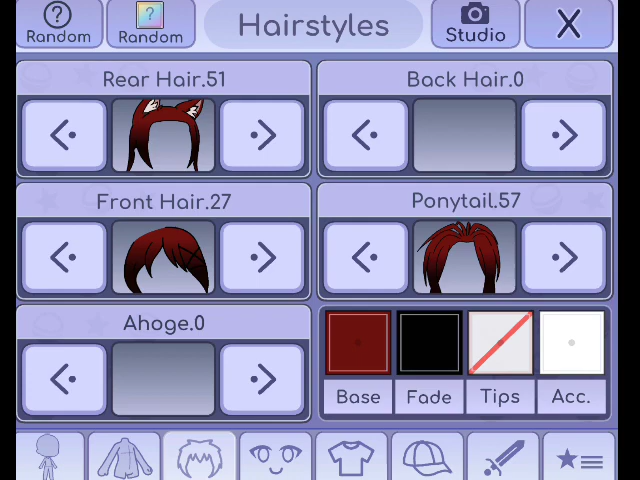 Random
Random
Hairstyles
Studio
X
Rear Hair.51
Back Hair.0
Front Hair.27
Ponytail.57
Ahoge.0
Base
Fade
Tips
Acc.